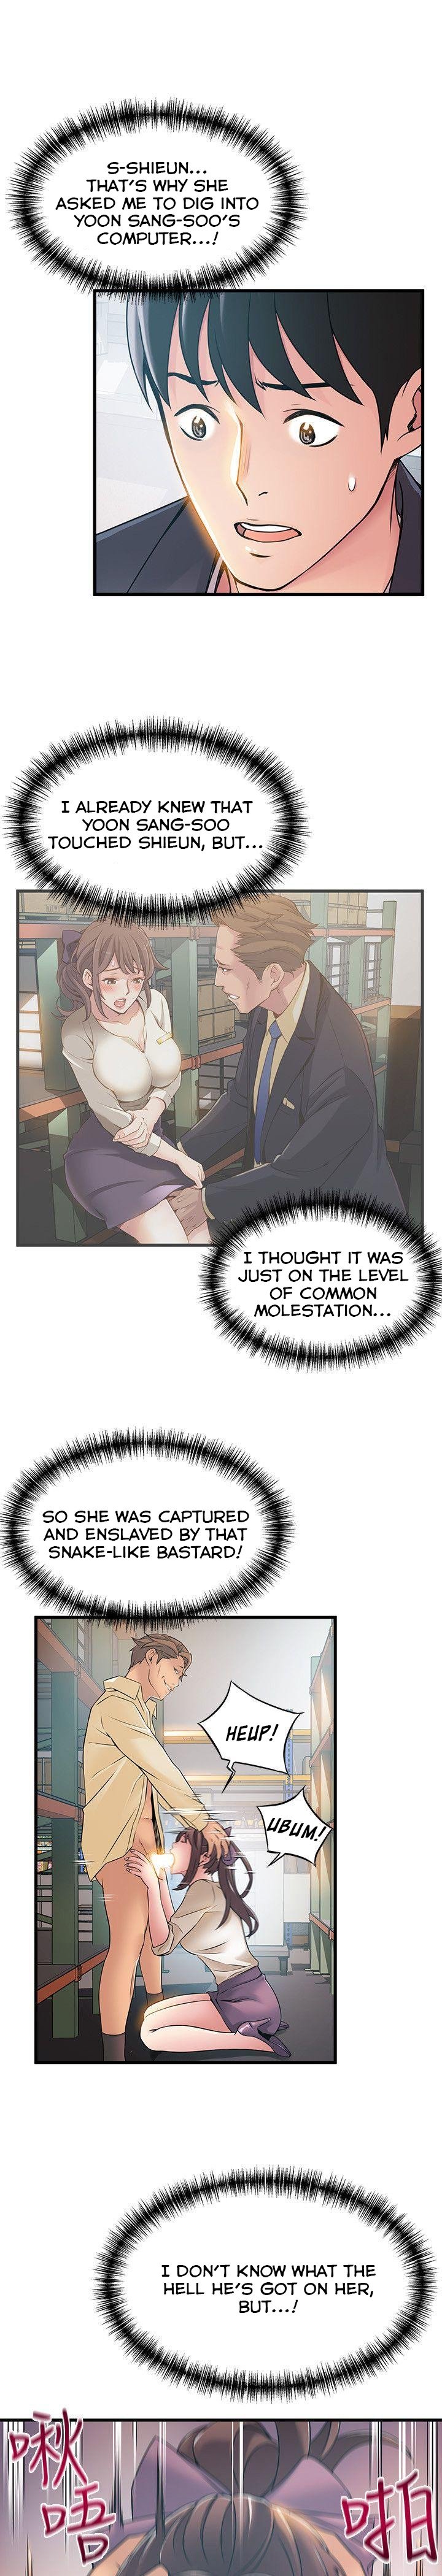 S-SHIEUN...
THAT'S WHY SHE
ASKED ME TO DIG INTO
YOON SANG-SOO'S
COMPUTER...!
I ALREADY KNEW THAT
YOON SANG-SOO
TOUCHED SHIEUN, BUT...
I THOUGHT IT WAS
JUST ON THE LEVEL
OF COMMON
MOLESTATION...
SO SHE WAS CAPTURED
AND ENSLAVED BY THAT
SNAKE-LIKE BASTARD!
HEUP!
UBUM!
I DON'T KNOW WHAT THE
HELL HE'S GOT ON HER,
BUT...!
啾
唔
啪